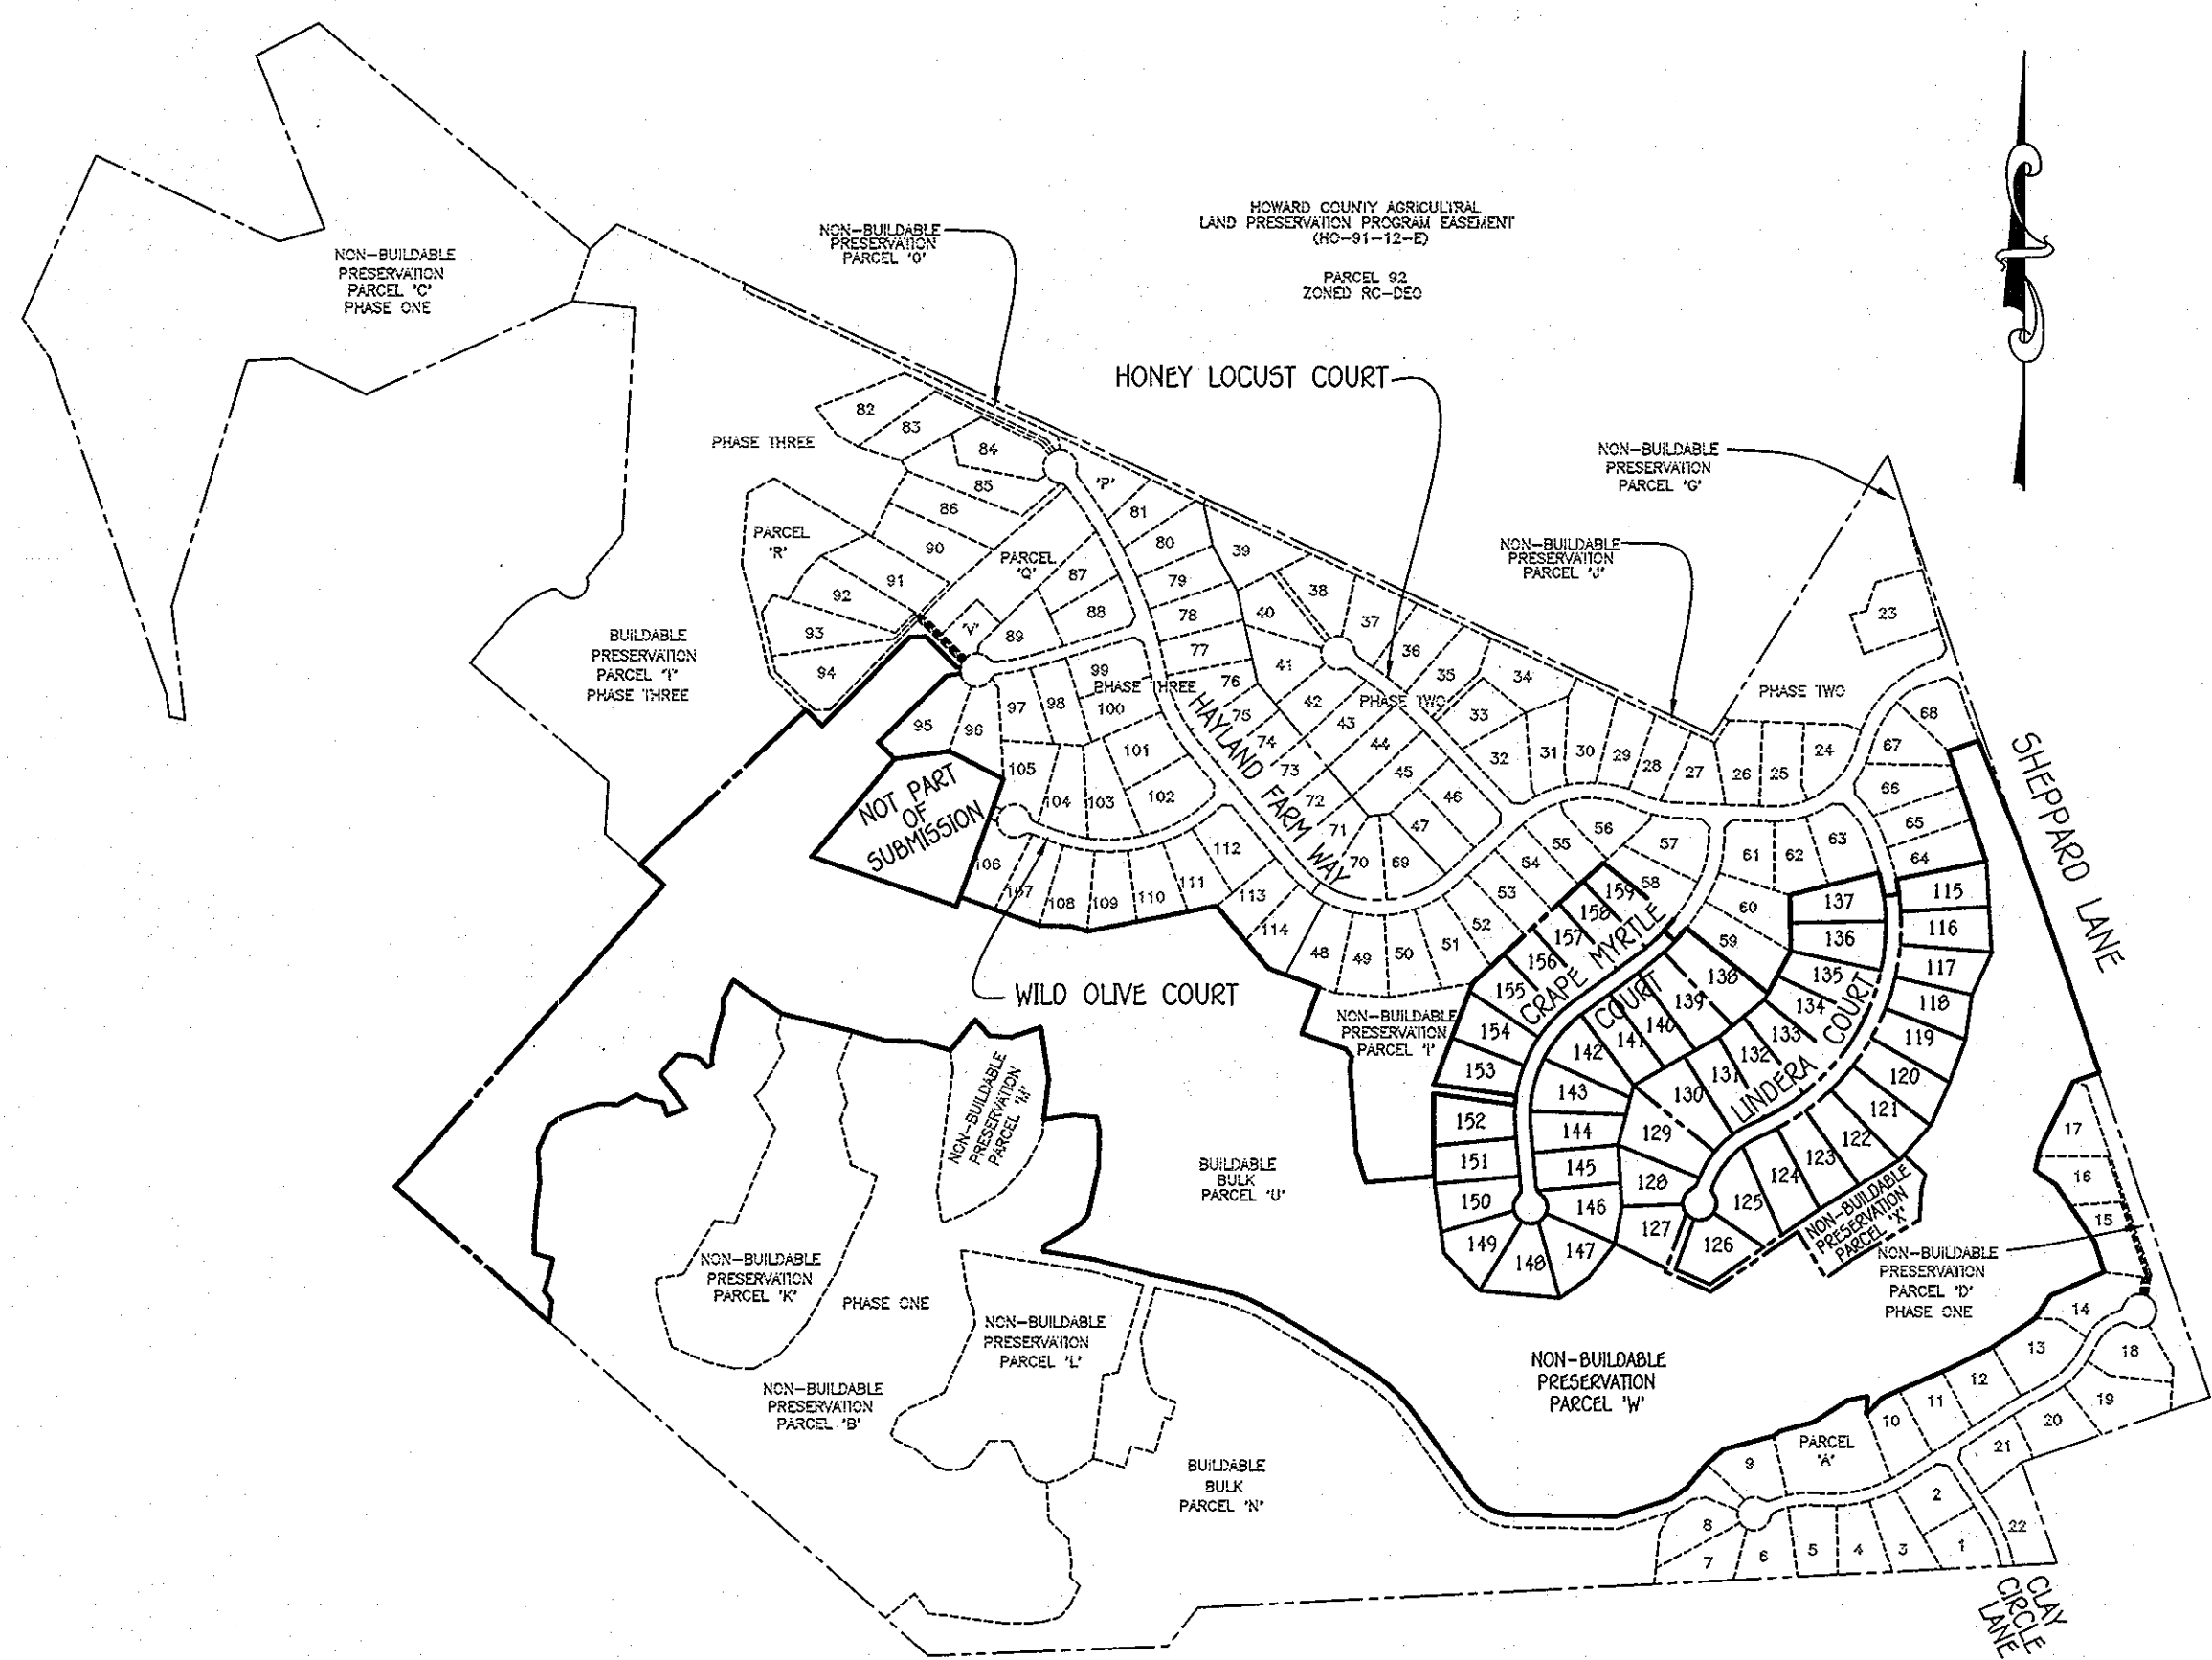 HOWARD COUNTY AGRICULTRAL
LAND PRESERVATION PROGRAM EASEMENT
(HO-91-12-E)
PARCEL 92
ZONED RC-DEO
NON-BUILDABLE
PRESERVATION
PARCEL 'O'
NON-BUILDABLE
PRESERVATION
PARCEL 'C'
PHASE ONE
HONEY LOCUST COURT
NON-BUILDABLE
PRESERVATION
PARCEL 'G'
NON-BUILDABLE
PRESERVATION
PARCEL 'J'
PHASE THREE
82
83
84
85
86
90
91
92
93
94
PARCEL
'R'
PARCEL
'Q'
'P'
'V'
81
80
79
78
77
76
75
74
73
72
71
70
69
87
88
89
99
PHASE THREE
100
98
97
96
95
101
102
103
104
105
106
107
108
109
110
111
112
113
114
39
38
37
36
35
34
40
41
42
43
44
45
46
47
PHASE TWO
33
32
31
30
29
28
27
26
25
24
23
PHASE TWO
68
67
66
65
64
63
62
61
60
59
58
57
56
55
54
53
52
51
50
49
48
BUILDABLE
PRESERVATION
PARCEL 'T'
PHASE THREE
HAYLAND FARM WAY
SHEPPARD LANE
NOT PART
OF
SUBMISSION
WILD OLIVE COURT
CRAPE MYRTLE
COURT
LINDERA COURT
115
116
117
118
119
120
121
122
123
124
125
126
127
128
129
130
131
132
133
134
135
136
137
138
139
140
141
142
143
144
145
146
147
148
149
150
151
152
153
154
155
156
157
158
159
NON-BUILDABLE
PRESERVATION
PARCEL 'I'
NON-BUILDABLE
PRESERVATION
PARCEL 'M'
BUILDABLE
BULK
PARCEL 'U'
NON-BUILDABLE
PRESERVATION
PARCEL 'X'
NON-BUILDABLE
PRESERVATION
PARCEL 'D'
PHASE ONE
NON-BUILDABLE
PRESERVATION
PARCEL 'K'
PHASE ONE
NON-BUILDABLE
PRESERVATION
PARCEL 'L'
NON-BUILDABLE
PRESERVATION
PARCEL 'B'
NON-BUILDABLE
PRESERVATION
PARCEL 'W'
BUILDABLE
BULK
PARCEL 'N'
17
16
15
14
13
12
11
10
PARCEL
'A'
9
8
7
6
5
4
3
2
1
18
19
20
21
22
CLAY
CIRCLE
LANE